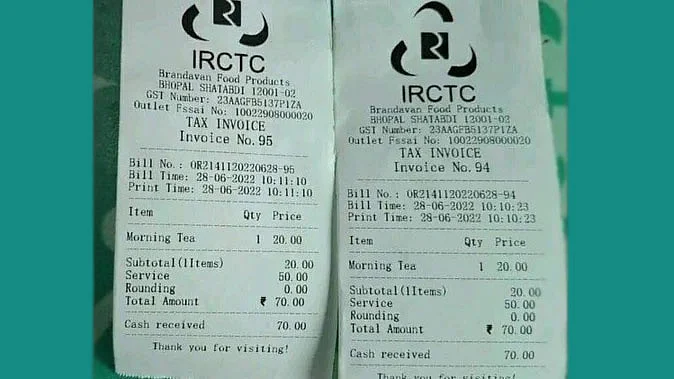 IRCTC
Brandavan Food Products
BHOPAL SHATABDI 12001-02
GST Number: 23AAGFB5137P1ZA
Outlet Fssai No: 10022908000020
TAX INVOICE
Invoice No.95
Bill No.: OR2141120220628-95
Bill Time: 28-06-2022 10:11:10
Print Time: 28-06-2022 10:11:10
Item Qty Price
Morning Tea 1 20.00
Subtotal(1Items) 20.00
Service 50.00
Rounding 0.00
Total Amount ₹ 70.00
Cash received 70.00
Thank you for visiting!
IRCTC
Brandavan Food Products
BHOPAL SHATABDI 12001-02
GST Number: 23AAGFB5137P1ZA
Outlet Fssai No: 10022908000020
TAX INVOICE
Invoice No.94
Bill No.: OR2141120220628-94
Bill Time: 28-06-2022 10:10:23
Print Time: 28-06-2022 10:10:23
Item Qty Price
Morning Tea 1 20.00
Subtotal(1Items) 20.00
Service 50.00
Rounding 0.00
Total Amount ₹ 70.00
Cash received 70.00
Thank you for visiting!